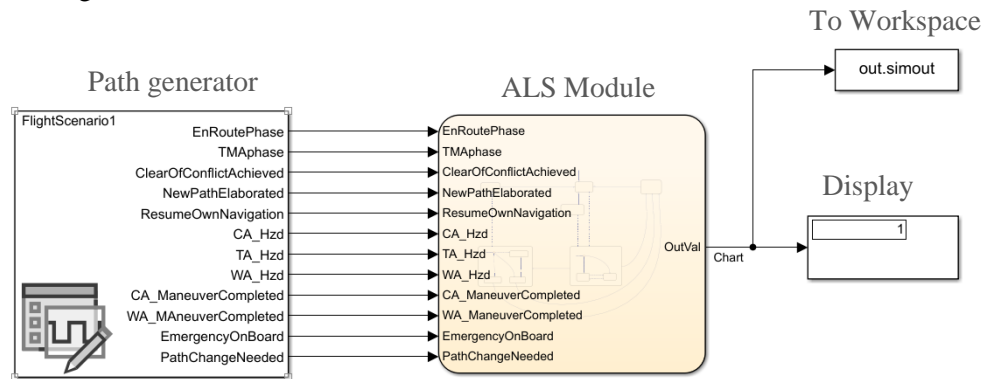 To Workspace
out.simout
Path generator
ALS Module
FlightScenario1
EnRoutePhase
TMAphase
ClearOfConflictAchieved
NewPathElaborated
ResumeOwnNavigation
CA_Hzd
TA_Hzd
WA_Hzd
CA_ManeuverCompleted
WA_MAneuverCompleted
EmergencyOnBoard
PathChangeNeeded
EnRoutePhase
TMAphase
ClearOfConflictAchieved
NewPathElaborated
ResumeOwnNavigation
CA_Hzd
TA_Hzd
WA_Hzd
CA_ManeuverCompleted
WA_ManeuverCompleted
EmergencyOnBoard
PathChangeNeeded
OutVal
Chart
Display
1